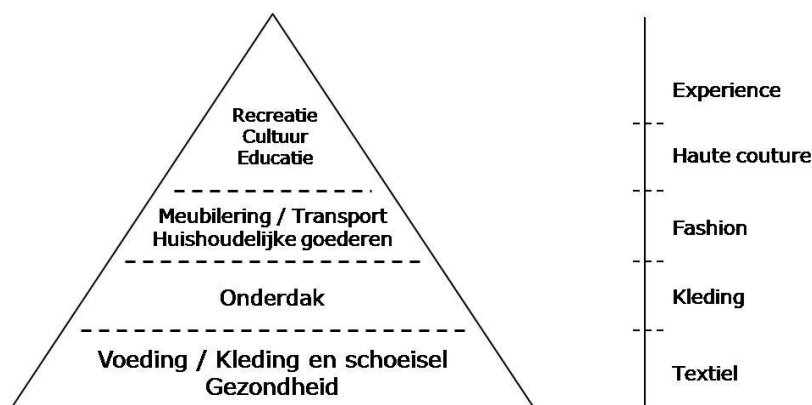 Recreatie
Cultuur
Educatie
Meubilering / Transport
Huishoudelijke goederen
Onderdak
Voeding / Kleding en schoeisel
Gezondheid
Experience
Haute couture
Fashion
Kleding
Textiel